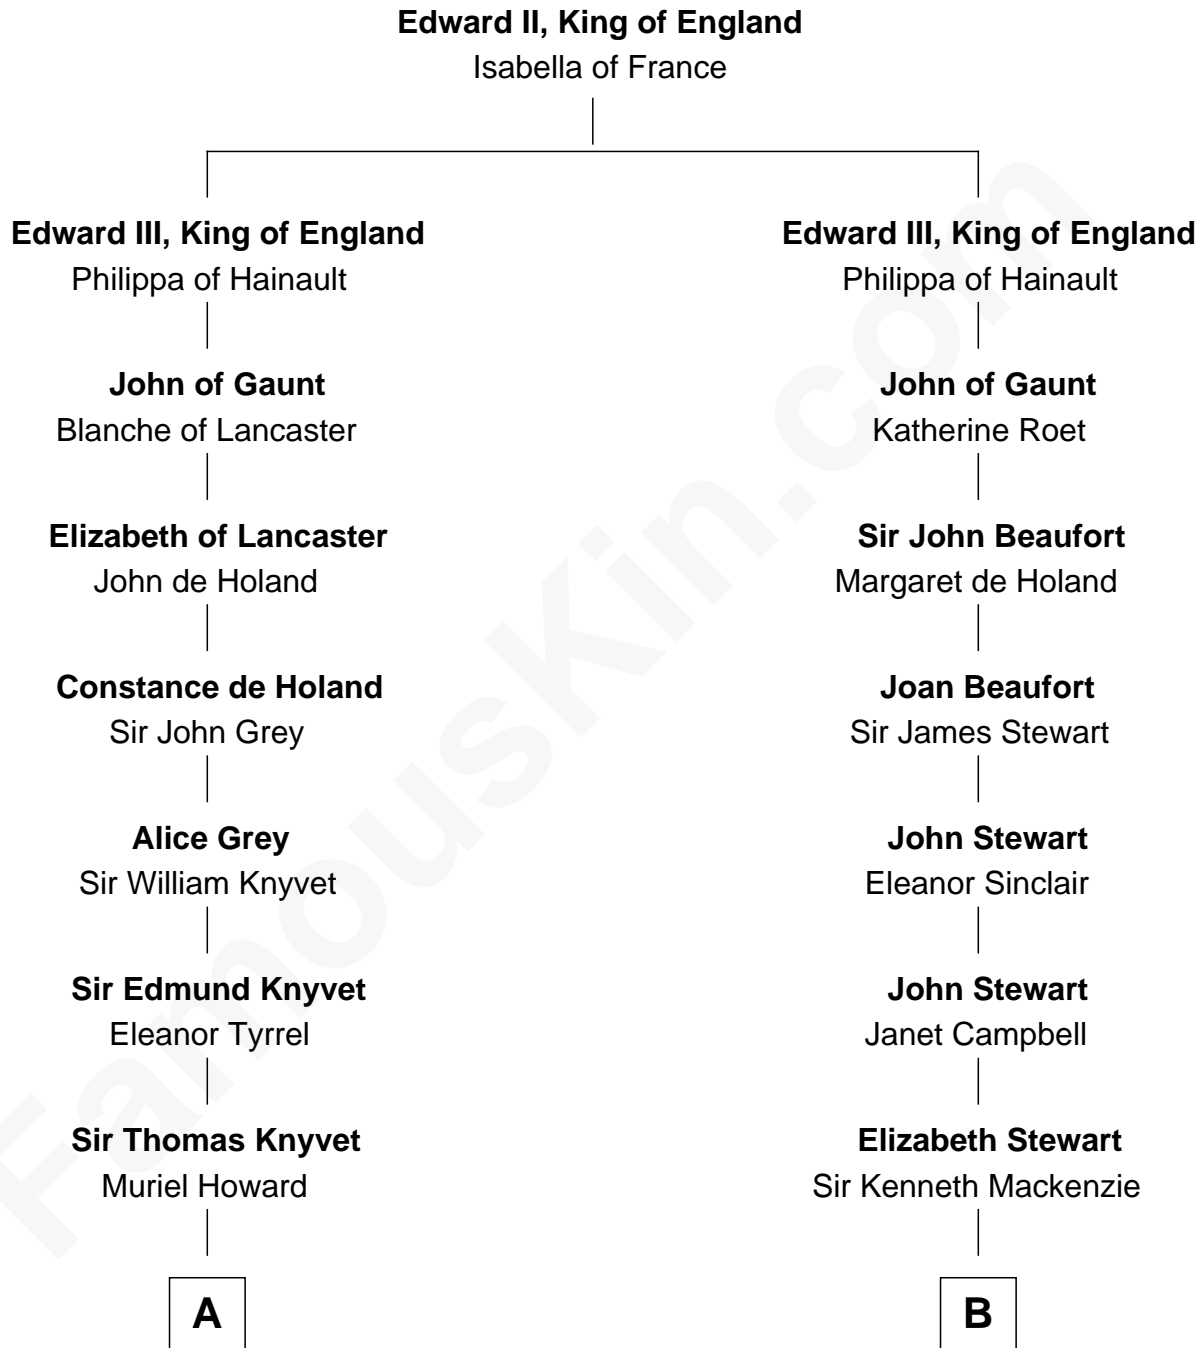 Edward II, King of England
Isabella of France
Edward III, King of England
Philippa of Hainault
John of Gaunt
Blanche of Lancaster
Elizabeth of Lancaster
John de Holand
Constance de Holand
Sir John Grey
Alice Grey
Sir William Knyvet
Sir Edmund Knyvet
Eleanor Tyrrel
Sir Thomas Knyvet
Muriel Howard
A
Edward III, King of England
Philippa of Hainault
John of Gaunt
Katherine Roet
Sir John Beaufort
Margaret de Holand
Joan Beaufort
Sir James Stewart
John Stewart
Eleanor Sinclair
John Stewart
Janet Campbell
Elizabeth Stewart
Sir Kenneth Mackenzie
B
FamousKin.com